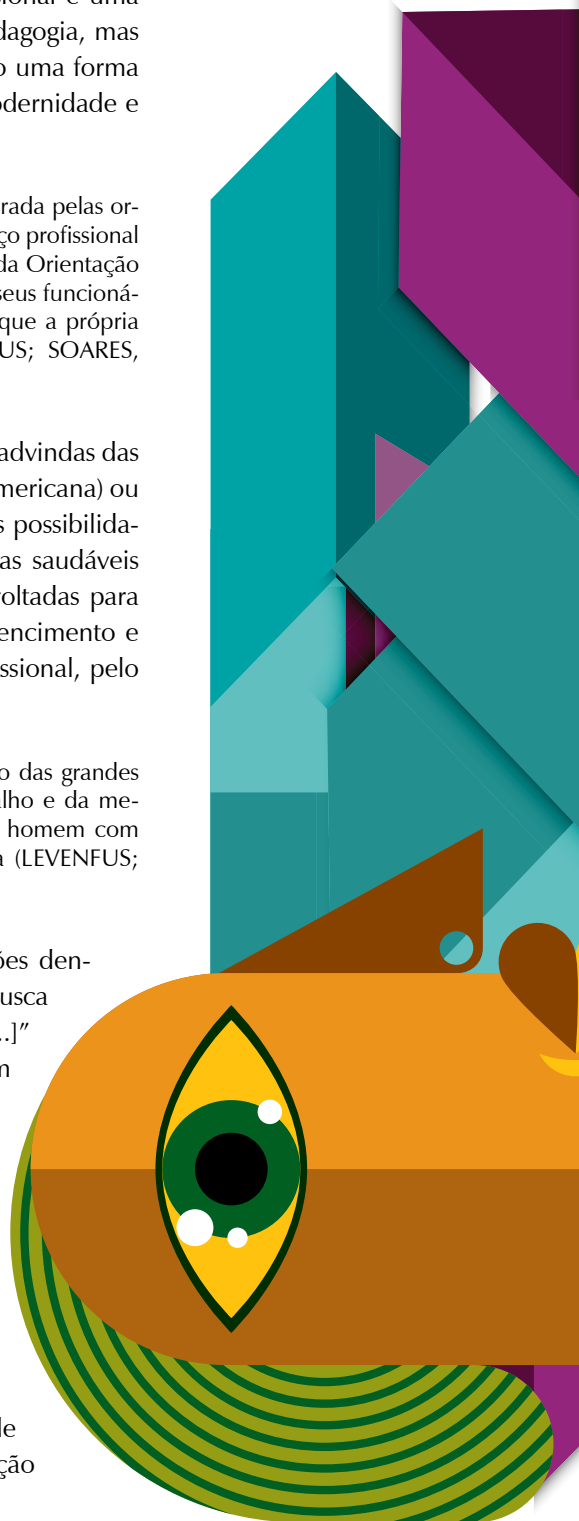 dagogia, mas
o uma forma
odernidade e
rada pelas or-
ço profissional
da Orientação
seus funcioná-
que a própria
US; SOARES,
advindas das
mericana) ou
s possibilida-
as saudáveis
voltadas para
encimento e
ssional, pelo
o das grandes
alho e da me-
homem com
a (LEVENFUS;
ões den-
usca
...]”
m
de
ção